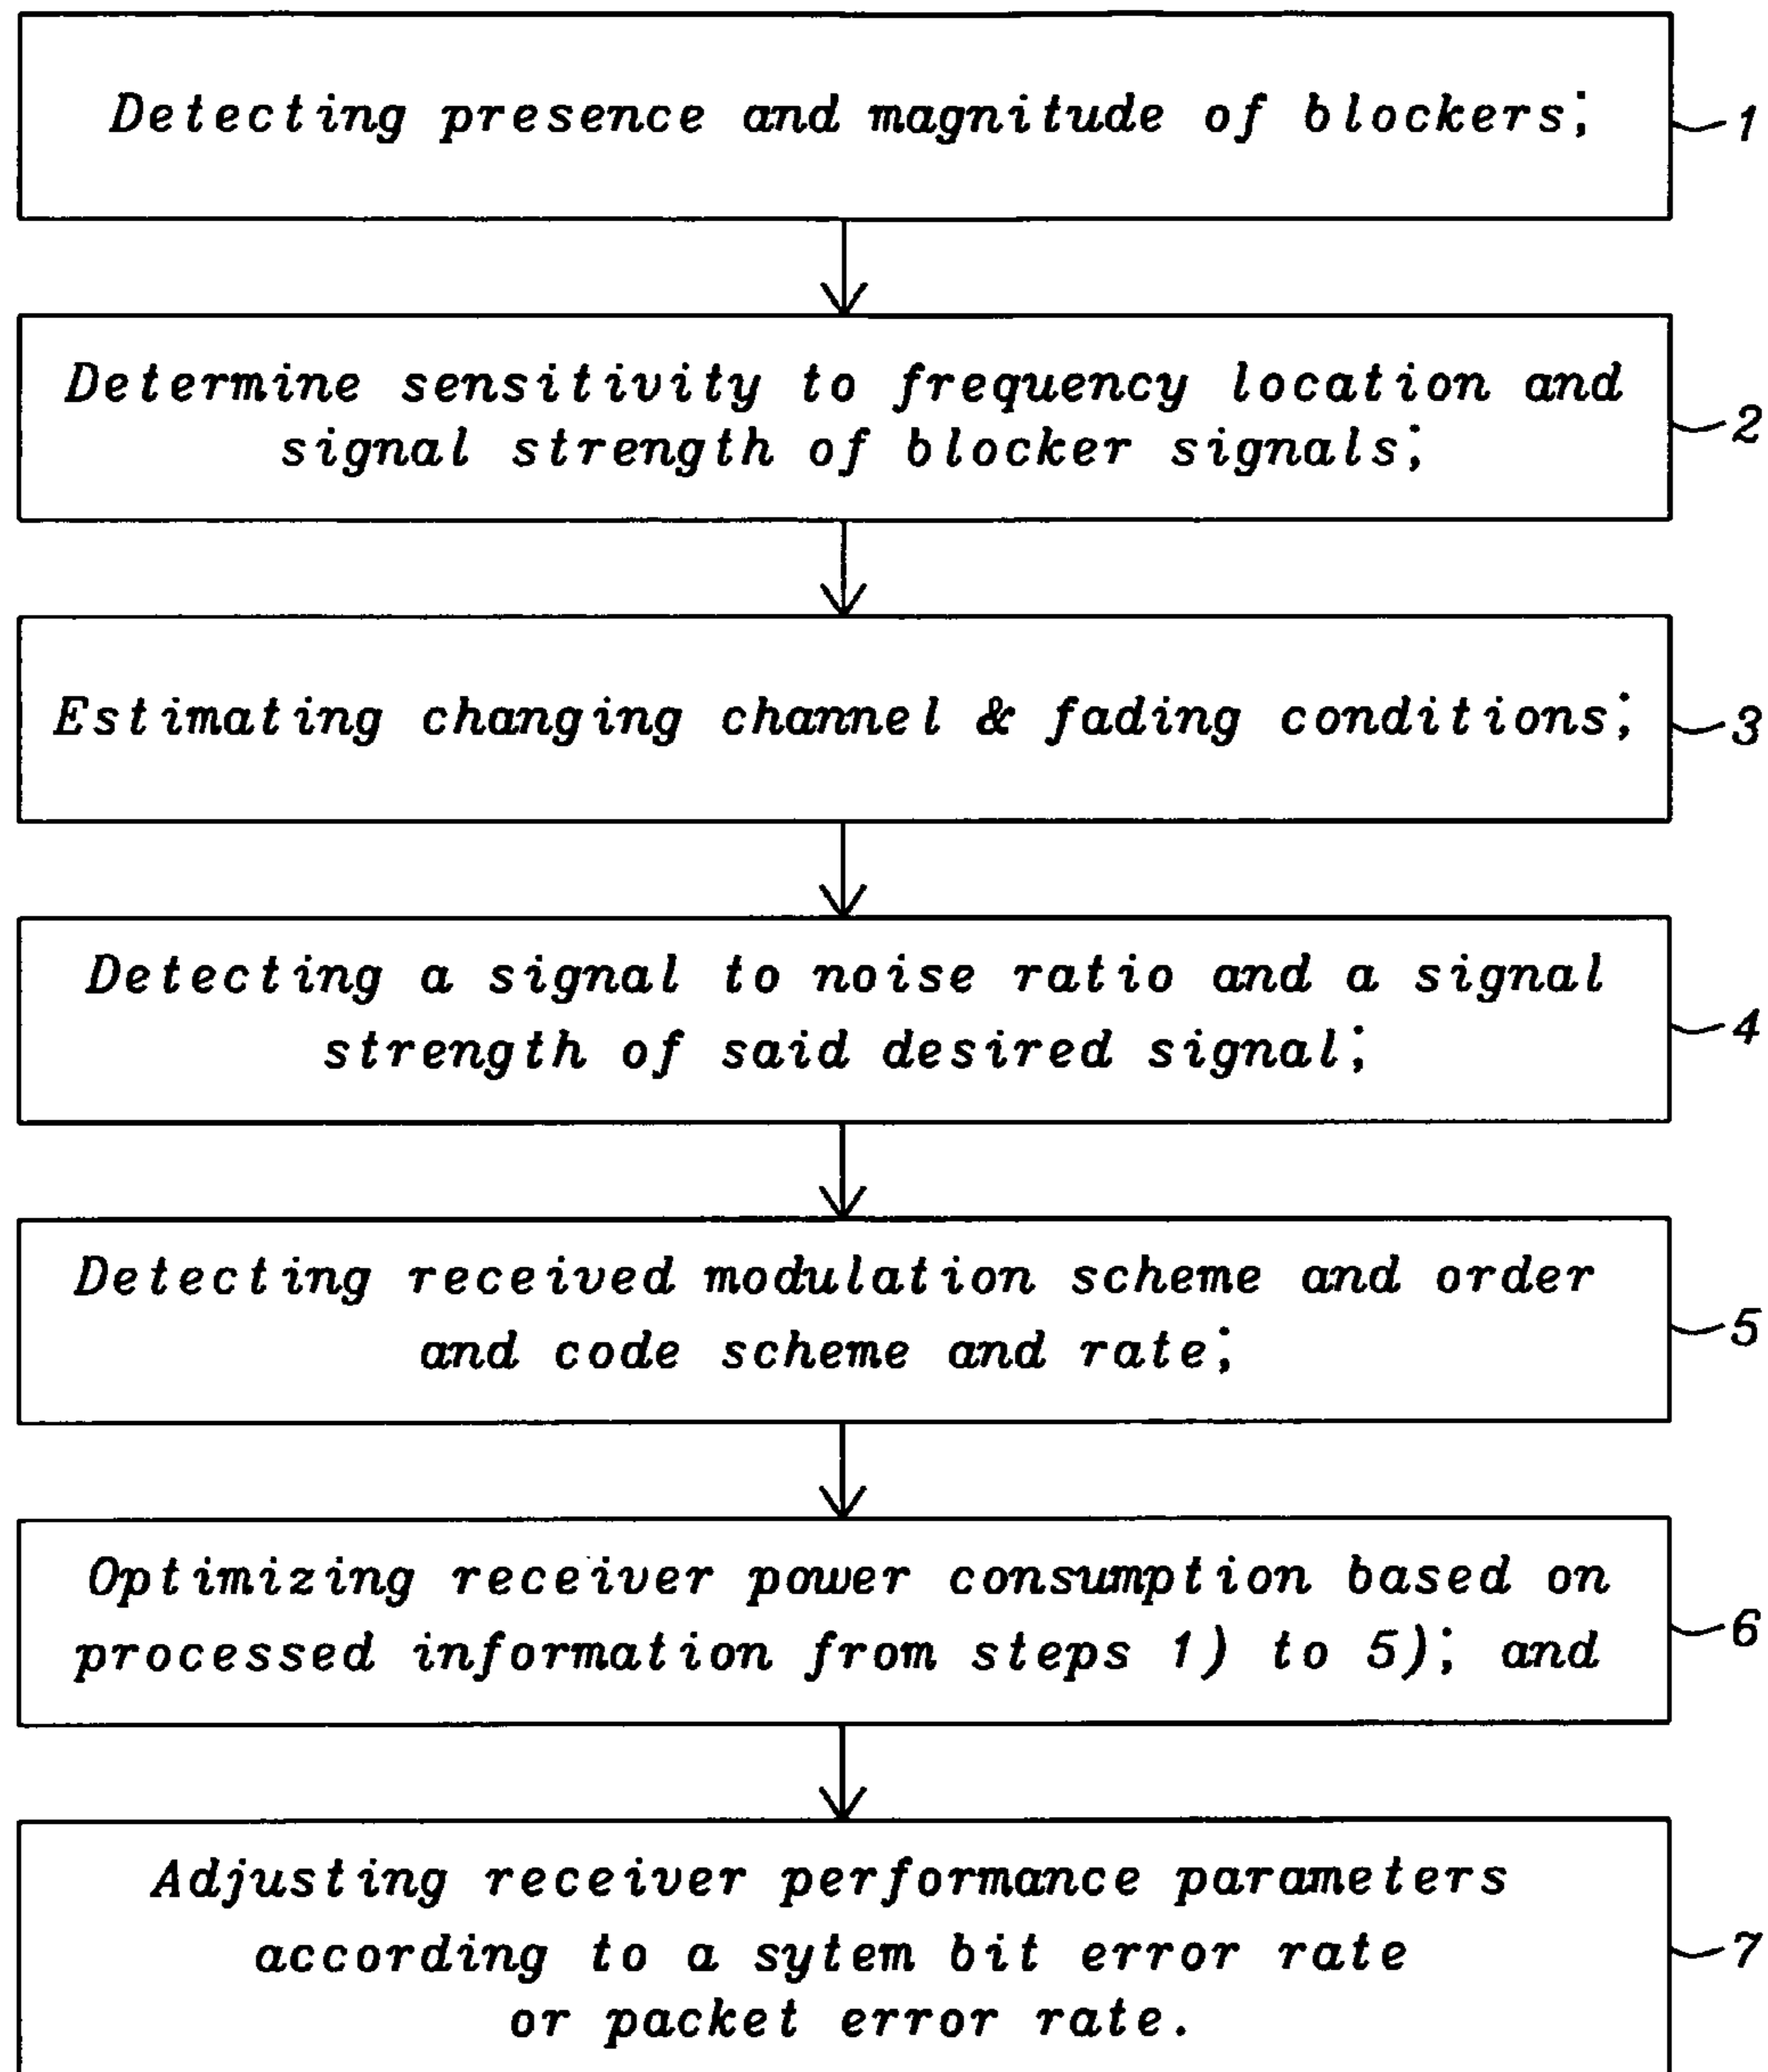 Detecting presence and magnitude of blockers;
1
Determine sensitivity to frequency location and
signal strength of blocker signals;
2
Estimating changing channel & fading conditions;
3
Detecting a signal to noise ratio and a signal
strength of said desired signal;
4
Detecting received modulation scheme and order
and code scheme and rate;
5
Optimizing receiver power consumption based on
processed information from steps 1) to 5); and
6
Adjusting receiver performance parameters
according to a sytem bit error rate
or packet error rate.
7